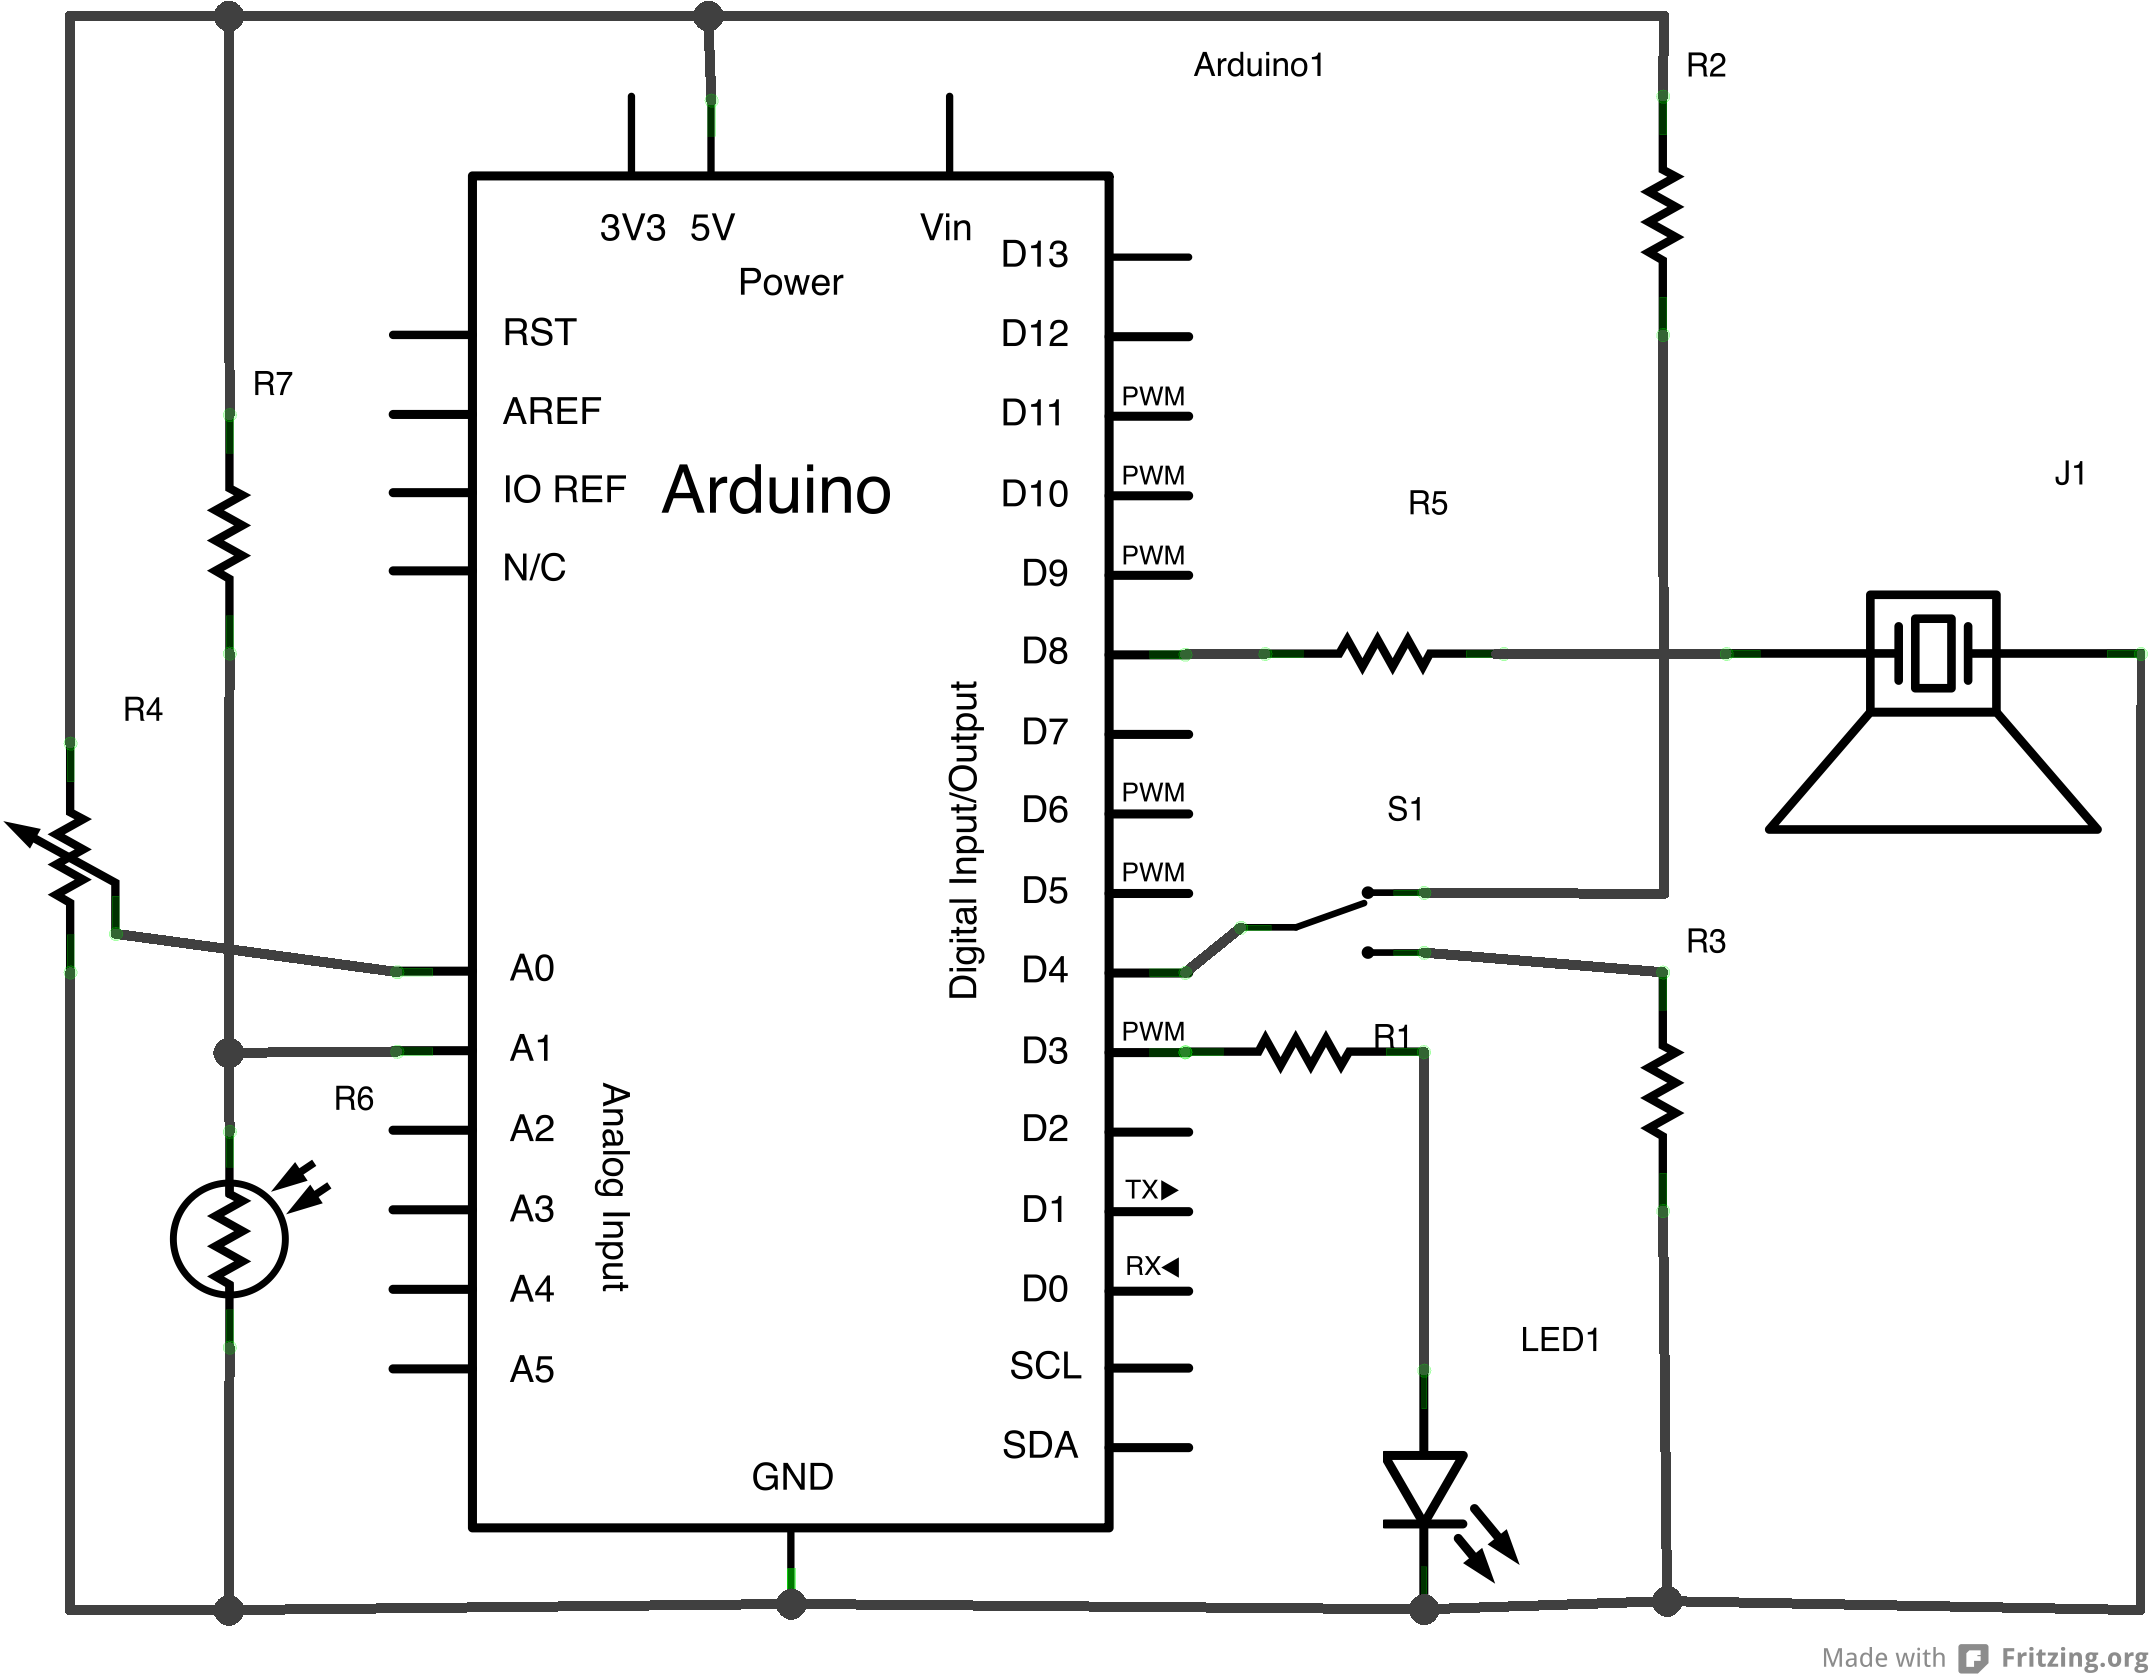 Arduino1
R2
3V3 5V Vin
Power
D13
RST
D12
R7
PWM
AREF
D11
J1
PWM
IO REF
Arduino
D10
R5
PWM
N/C
D9
D8
R4
D7
PWM
D6
S1
PWM
D5
Digital Input/Output
R3
A0
D4
PWM
R1
A1
D3
R6
A2
D2
Analog Input
TX
A3
D1
RX
A4
D0
LED1
A5
SCL
SDA
GND
Made with Fritzing.org